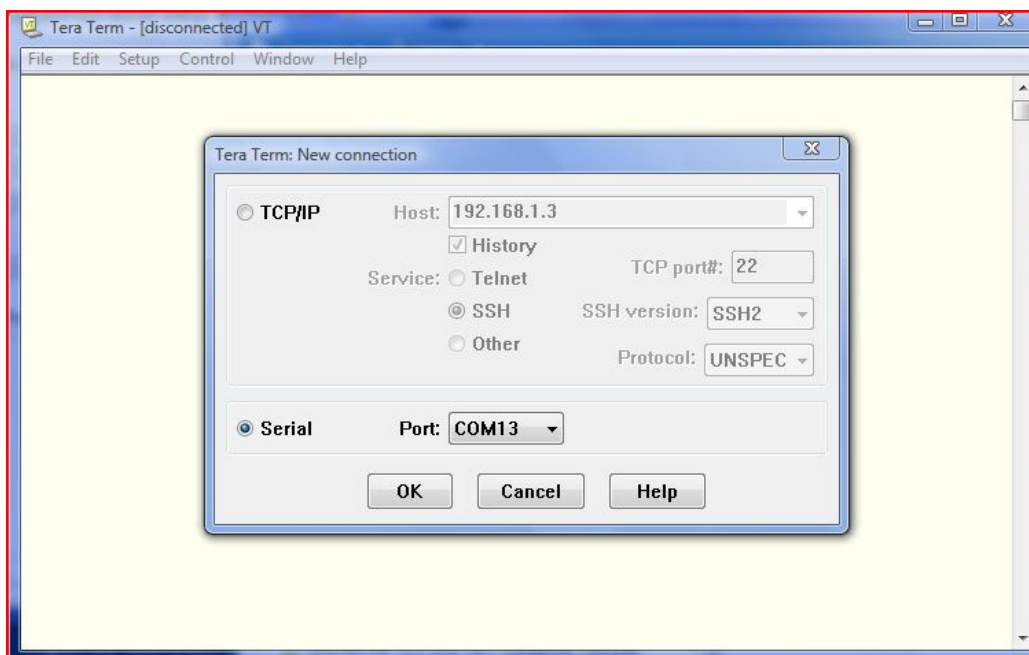 Tera Term - [disconnected] VT
File Edit Setup Control Window Help
Tera Term: New connection
TCP/IP Host: 192.168.1.3
History
Service: Telnet TCP port#: 22
SSH SSH version: SSH2
Other Protocol: UNSPEC
Serial Port: COM13
OK Cancel Help